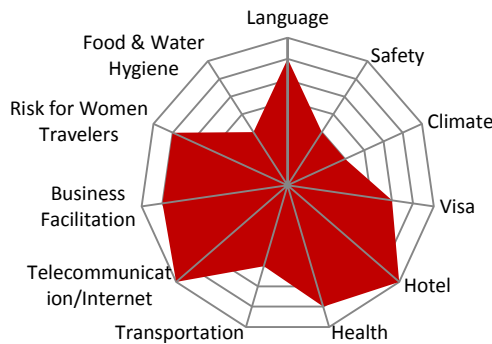 Language
Safety
Climate
Visa
Hotel
Health
Transportation
Telecommunicat
ion/Internet
Business
Facilitation
Risk for Women
Travelers
Food & Water
Hygiene